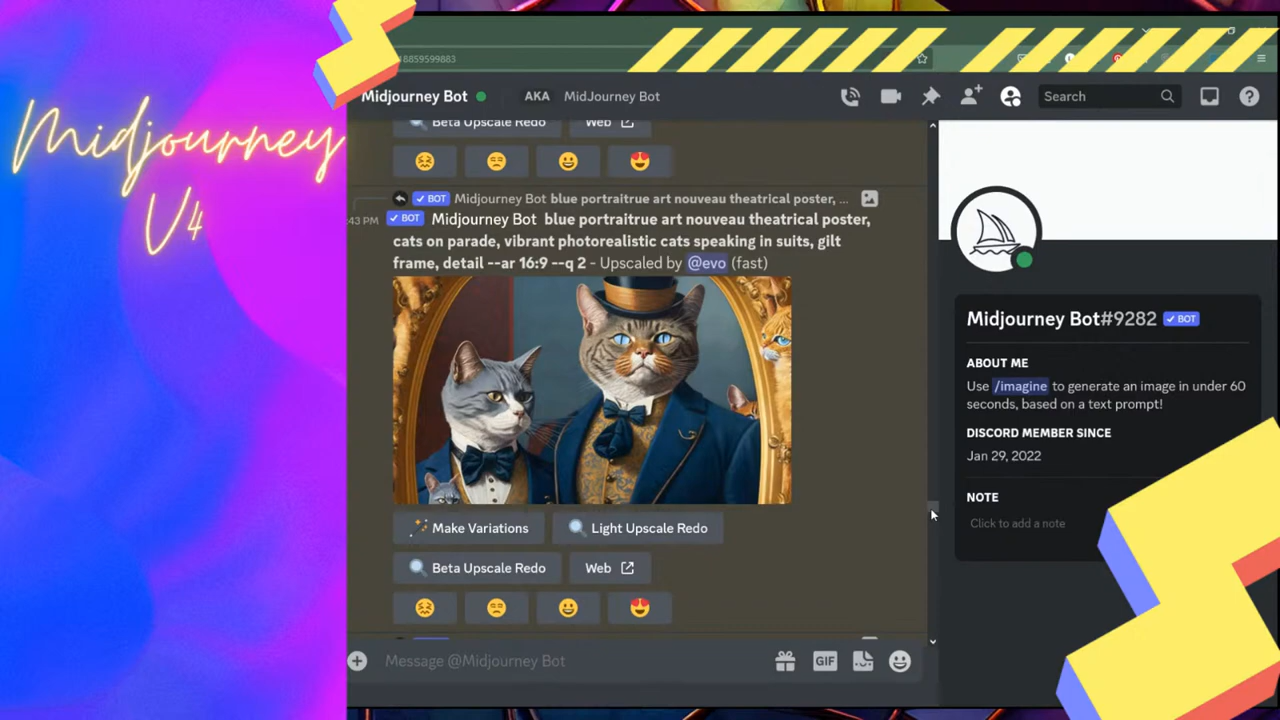 Midjourney
V4
48859599883
Midjourney Bot AKA MidJourney Bot Search
Beta Upscale Redo Web
BOT Midjourney Bot blue portraitrue art nouveau theatrical poster, ...
:43 PM BOT Midjourney Bot blue portraitrue art nouveau theatrical poster,
cats on parade, vibrant photorealistic cats speaking in suits, gilt
frame, detail --ar 16:9 --q 2 - Upscaled by @evo (fast)
Make Variations Light Upscale Redo
Beta Upscale Redo Web
Message @Midjourney Bot GIF
Midjourney Bot#9282 BOT
ABOUT ME
Use /imagine to generate an image in under 60
seconds, based on a text prompt!
DISCORD MEMBER SINCE
Jan 29, 2022
NOTE
Click to add a note